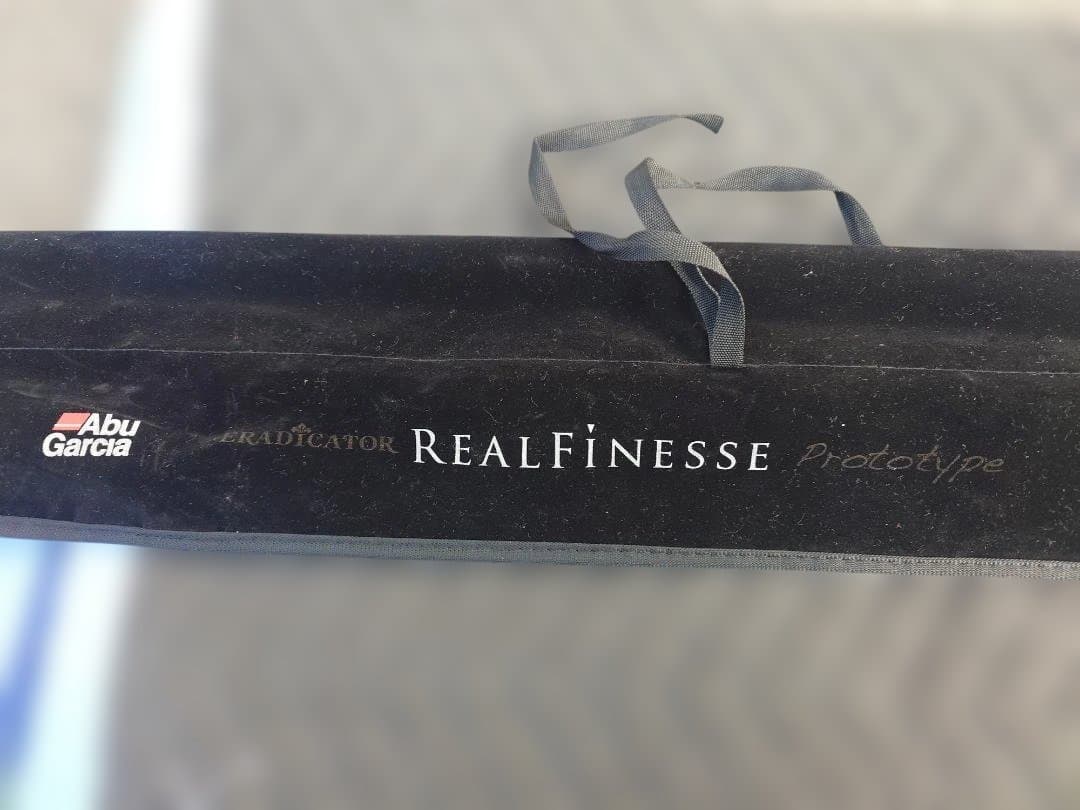 Abu
Garcia
ERADICATOR REALFINESSE Prototype